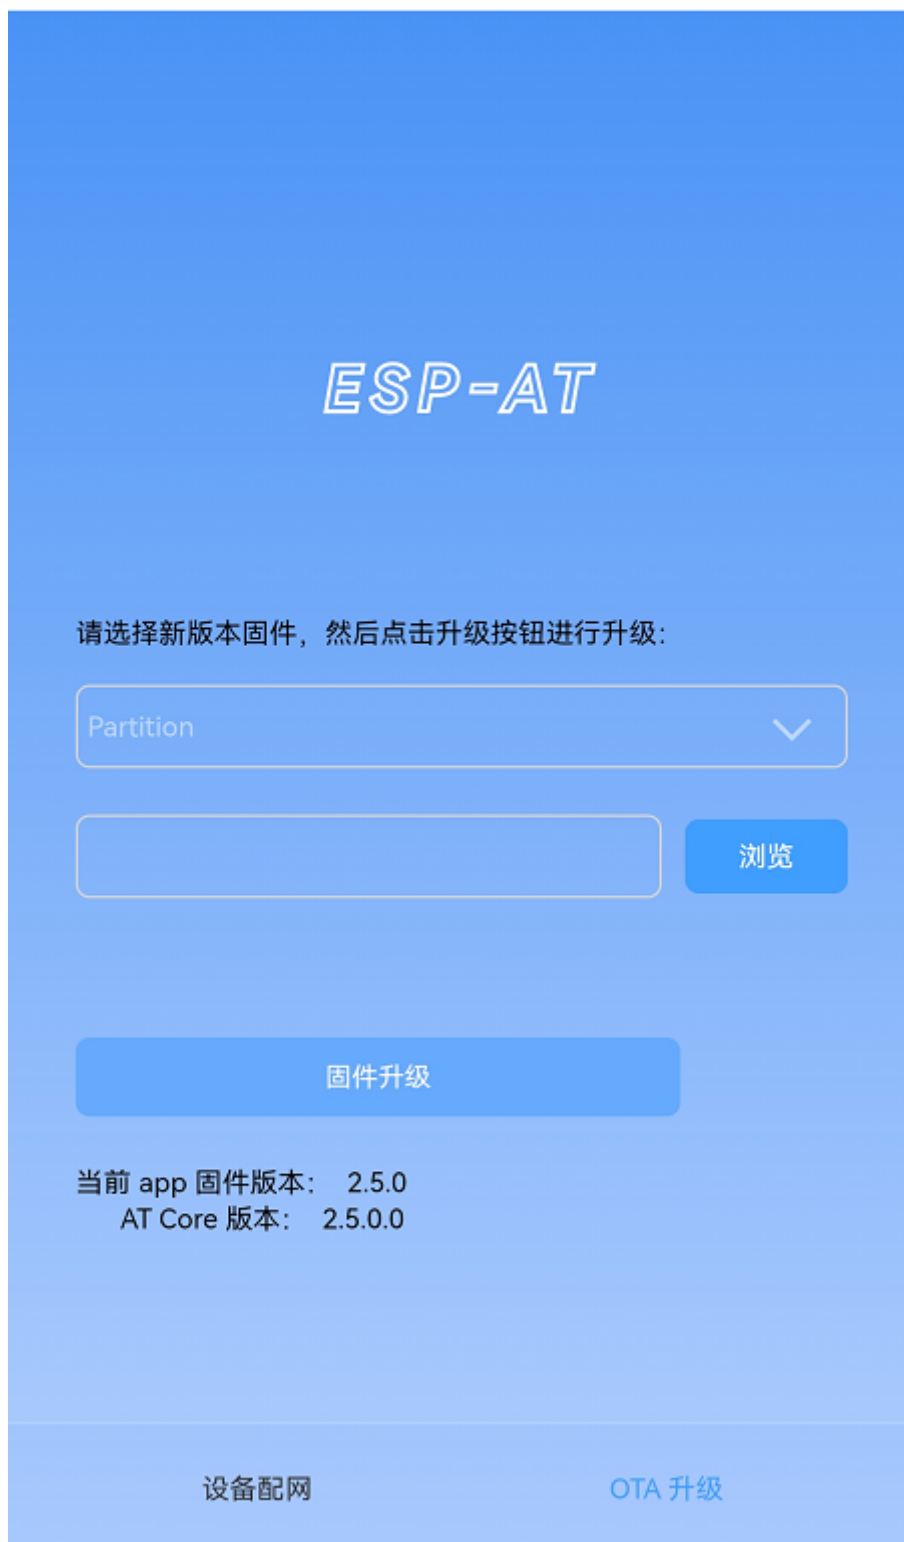 ESP-AT
请选择新版本固件，然后点击升级按钮进行升级：
Partition
浏览
固件升级
当前 app 固件版本： 2.5.0
AT Core 版本： 2.5.0.0
设备配网 OTA 升级